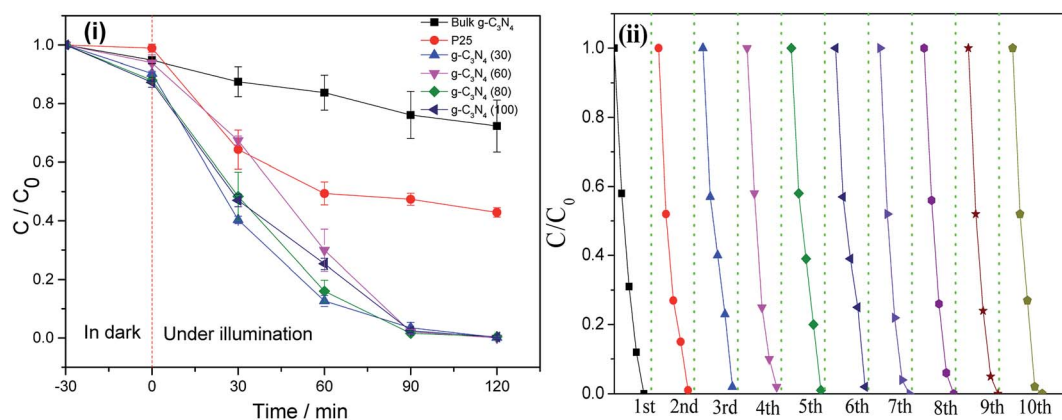 (i)
Bulk g-C₃N₄
P25
g-C₃N₄ (30)
g-C₃N₄ (60)
g-C₃N₄ (80)
g-C₃N₄ (100)
1.0
0.8
0.6
0.4
0.2
0.0
C / C₀
In dark
Under illumination
-30
0
30
60
90
120
Time / min
(ii)
1.0
0.8
0.6
0.4
0.2
0.0
C/C₀
1st
2nd
3rd
4th
5th
6th
7th
8th
9th
10th